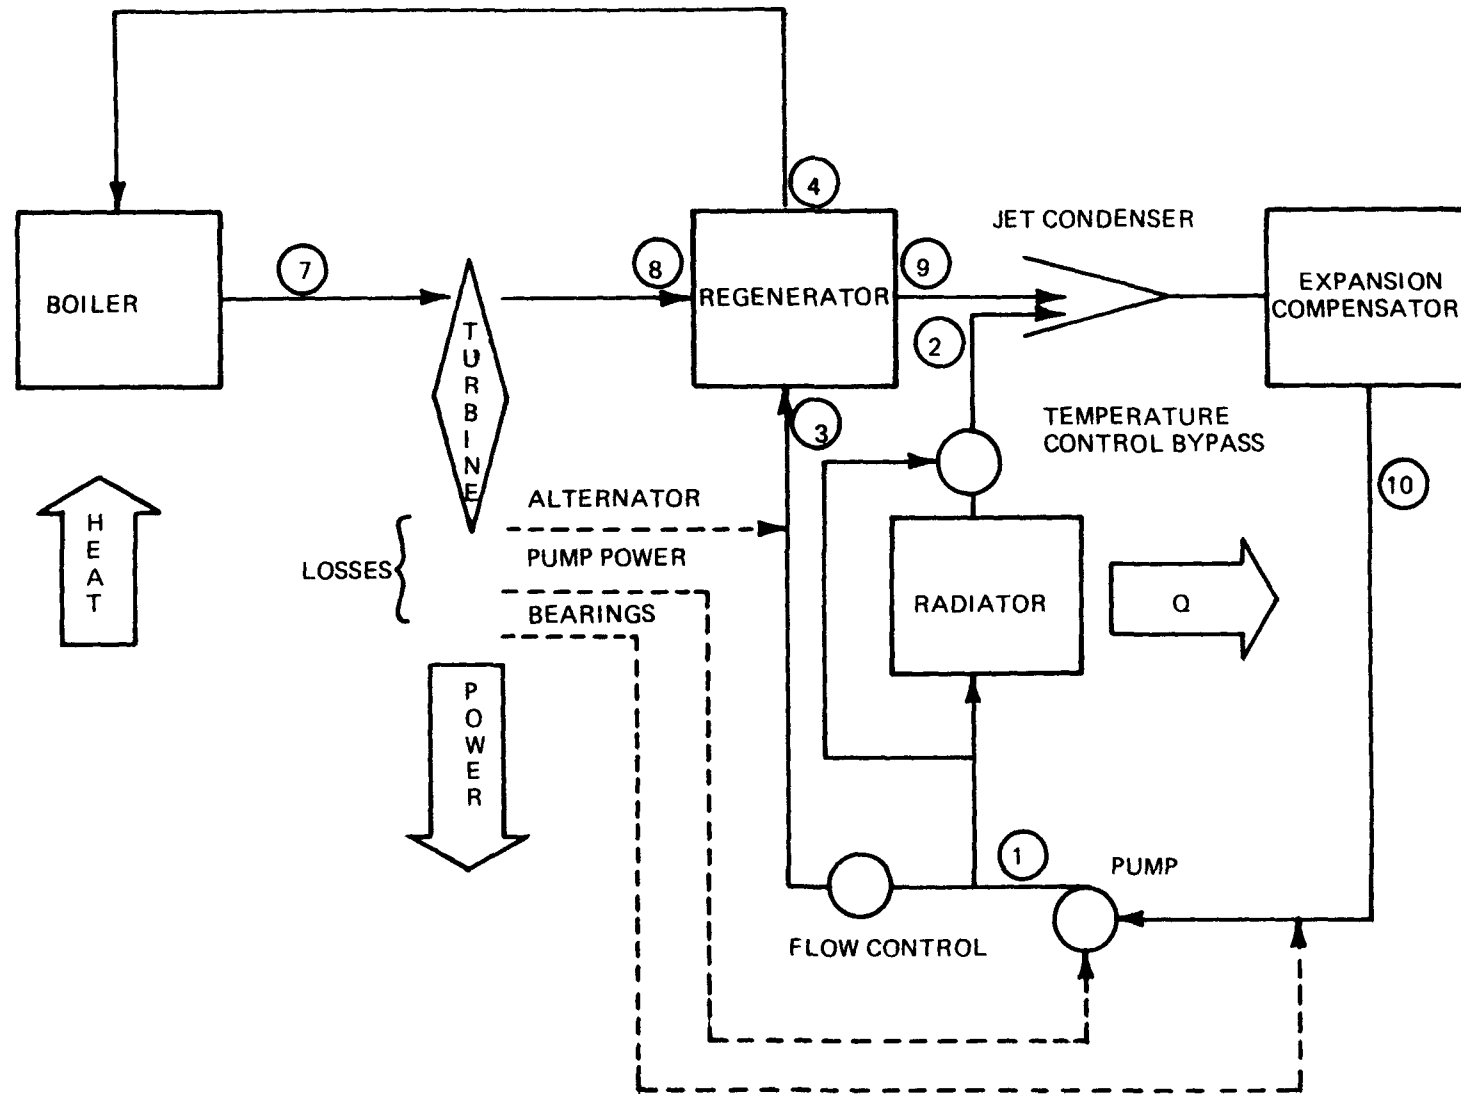 4
JET CONDENSER
7
8
9
BOILER
REGENERATOR
EXPANSION
COMPENSATOR
2
TURBINE
3
TEMPERATURE
CONTROL BYPASS
10
ALTERNATOR
HEAT
LOSSES
PUMP POWER
BEARINGS
RADIATOR
Q
POWER
1
PUMP
FLOW CONTROL